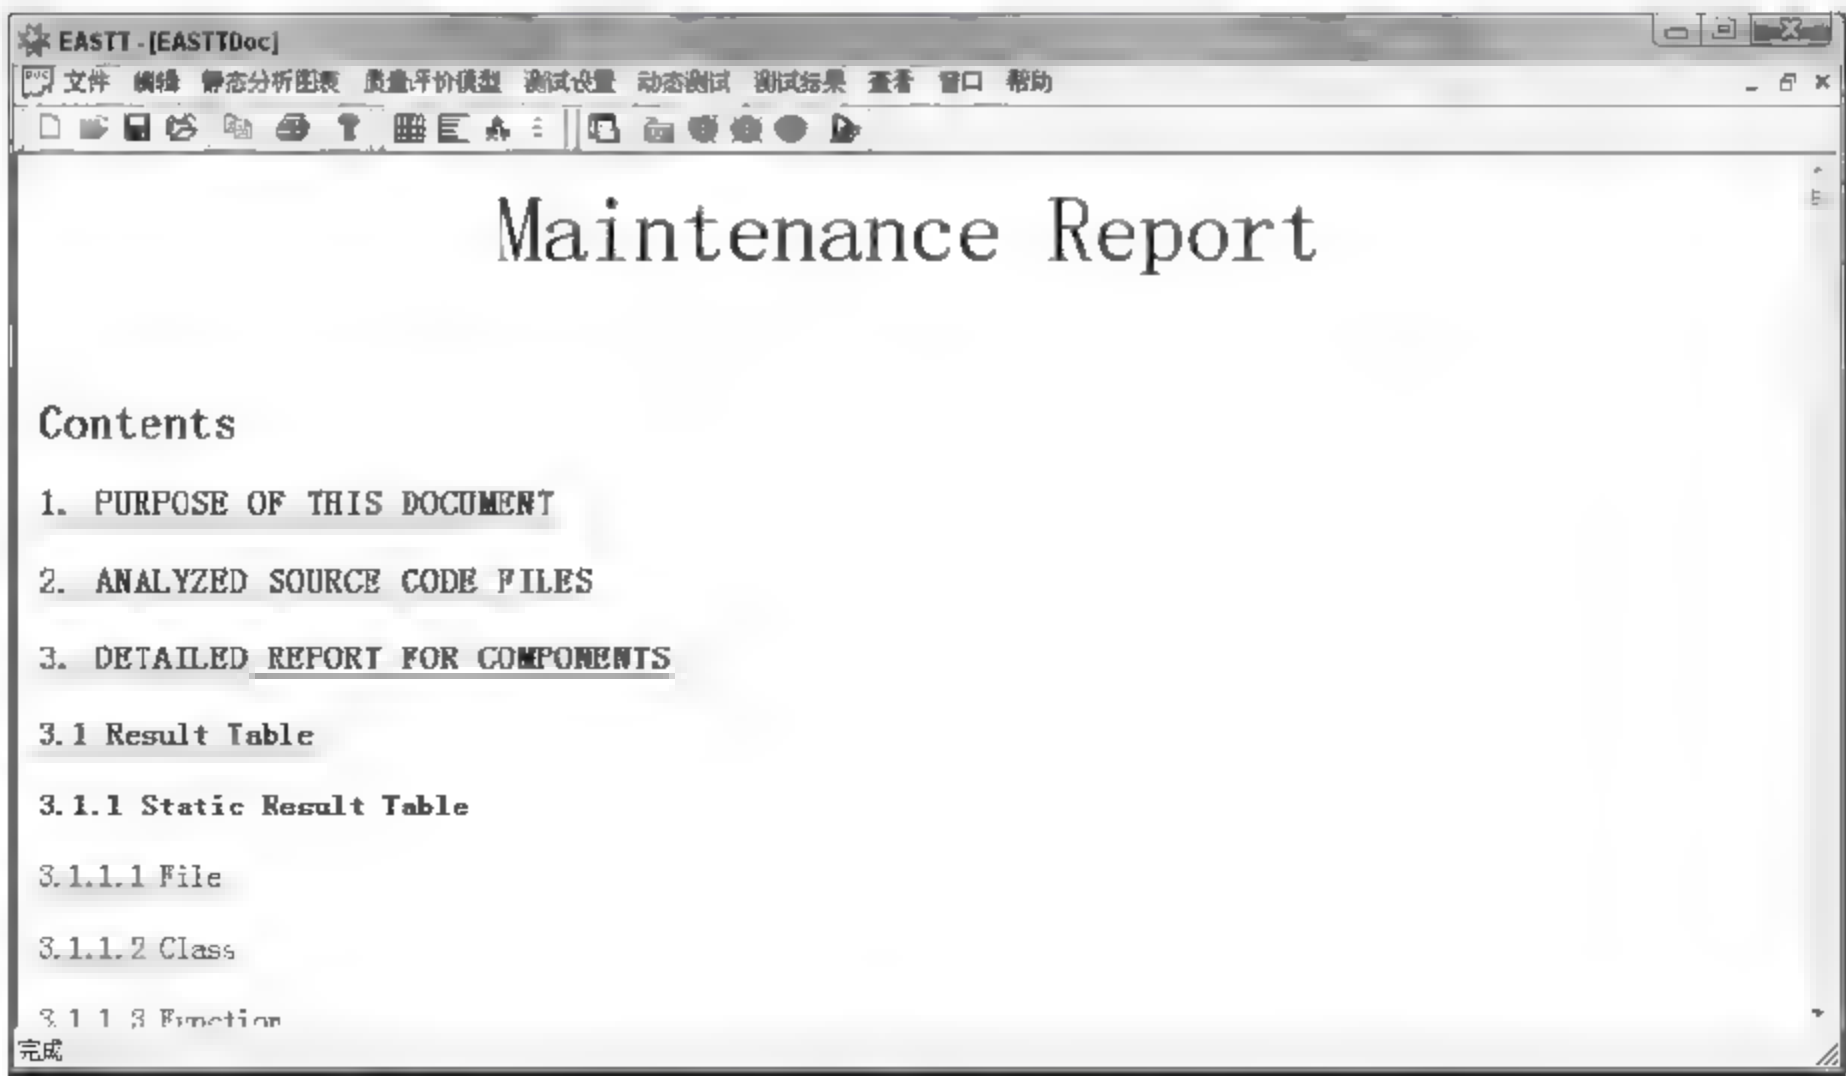 EASTT - [EASTTDoc]
文件 编辑 静态分析图表 质量评价模型 测试设置 动态测试 测试结果 查看 窗口 帮助
Maintenance Report
Contents
1. PURPOSE OF THIS DOCUMENT
2. ANALYZED SOURCE CODE FILES
3. DETAILED REPORT FOR COMPONENTS
3.1 Result Table
3.1.1 Static Result Table
3.1.1.1 File
3.1.1.2 Class
3.1.1.3 Function
完成